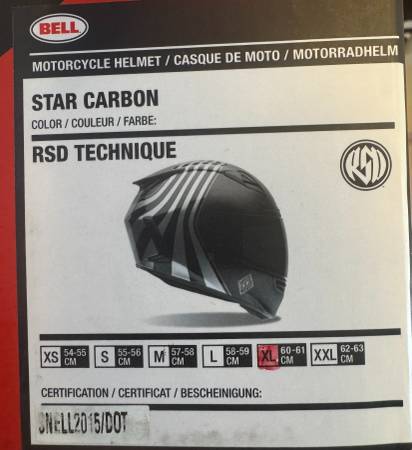 BELL
MOTORCYCLE HELMET / CASQUE DE MOTO / MOTORRADHELM
STAR CARBON
COLOR / COULEUR / FARBE:
RSD TECHNIQUE
RSD
XS 54-55 CM S 55-56 CM M 57-58 CM L 58-59 CM XL 60-61 CM XXL 62-63 CM
CERTIFICATION / CERTIFICAT / BESCHEINIGUNG:
SNELL2015/DOT